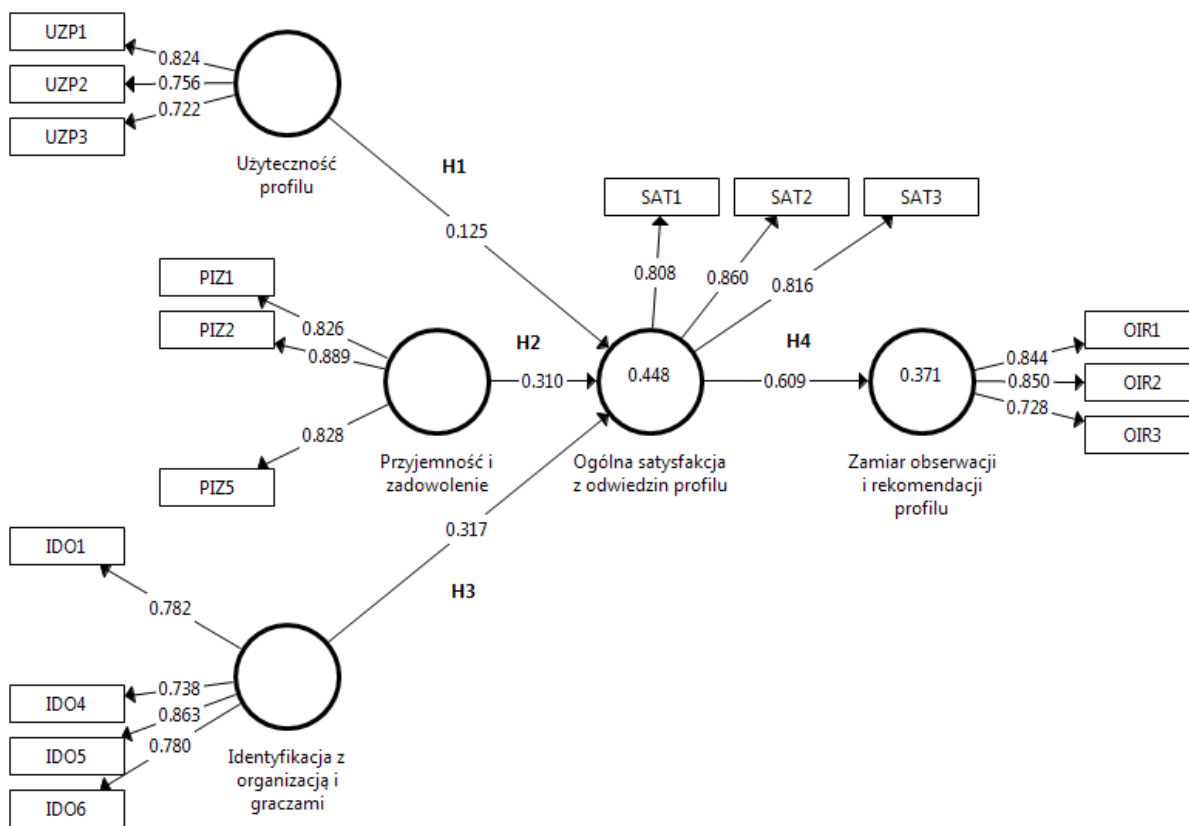 UZP1
0.824
UZP2
0.756
UZP3
0.722
Użyteczność
profilu
H1
0.125
SAT1
SAT2
SAT3
0.808
0.860
0.816
PIZ1
0.826
PIZ2
0.889
PIZ5
0.828
Przyjemność i
zadowolenie
H2
0.310
0.448
Ogólna satysfakcja
z odwiedzin profilu
H4
0.609
0.371
Zamiar obserwacji
i rekomendacji
profilu
OIR1
0.844
OIR2
0.850
OIR3
0.728
0.317
H3
IDO1
0.782
IDO4
0.738
IDO5
0.863
IDO6
0.780
Identyfikacja z
organizacją i
graczami